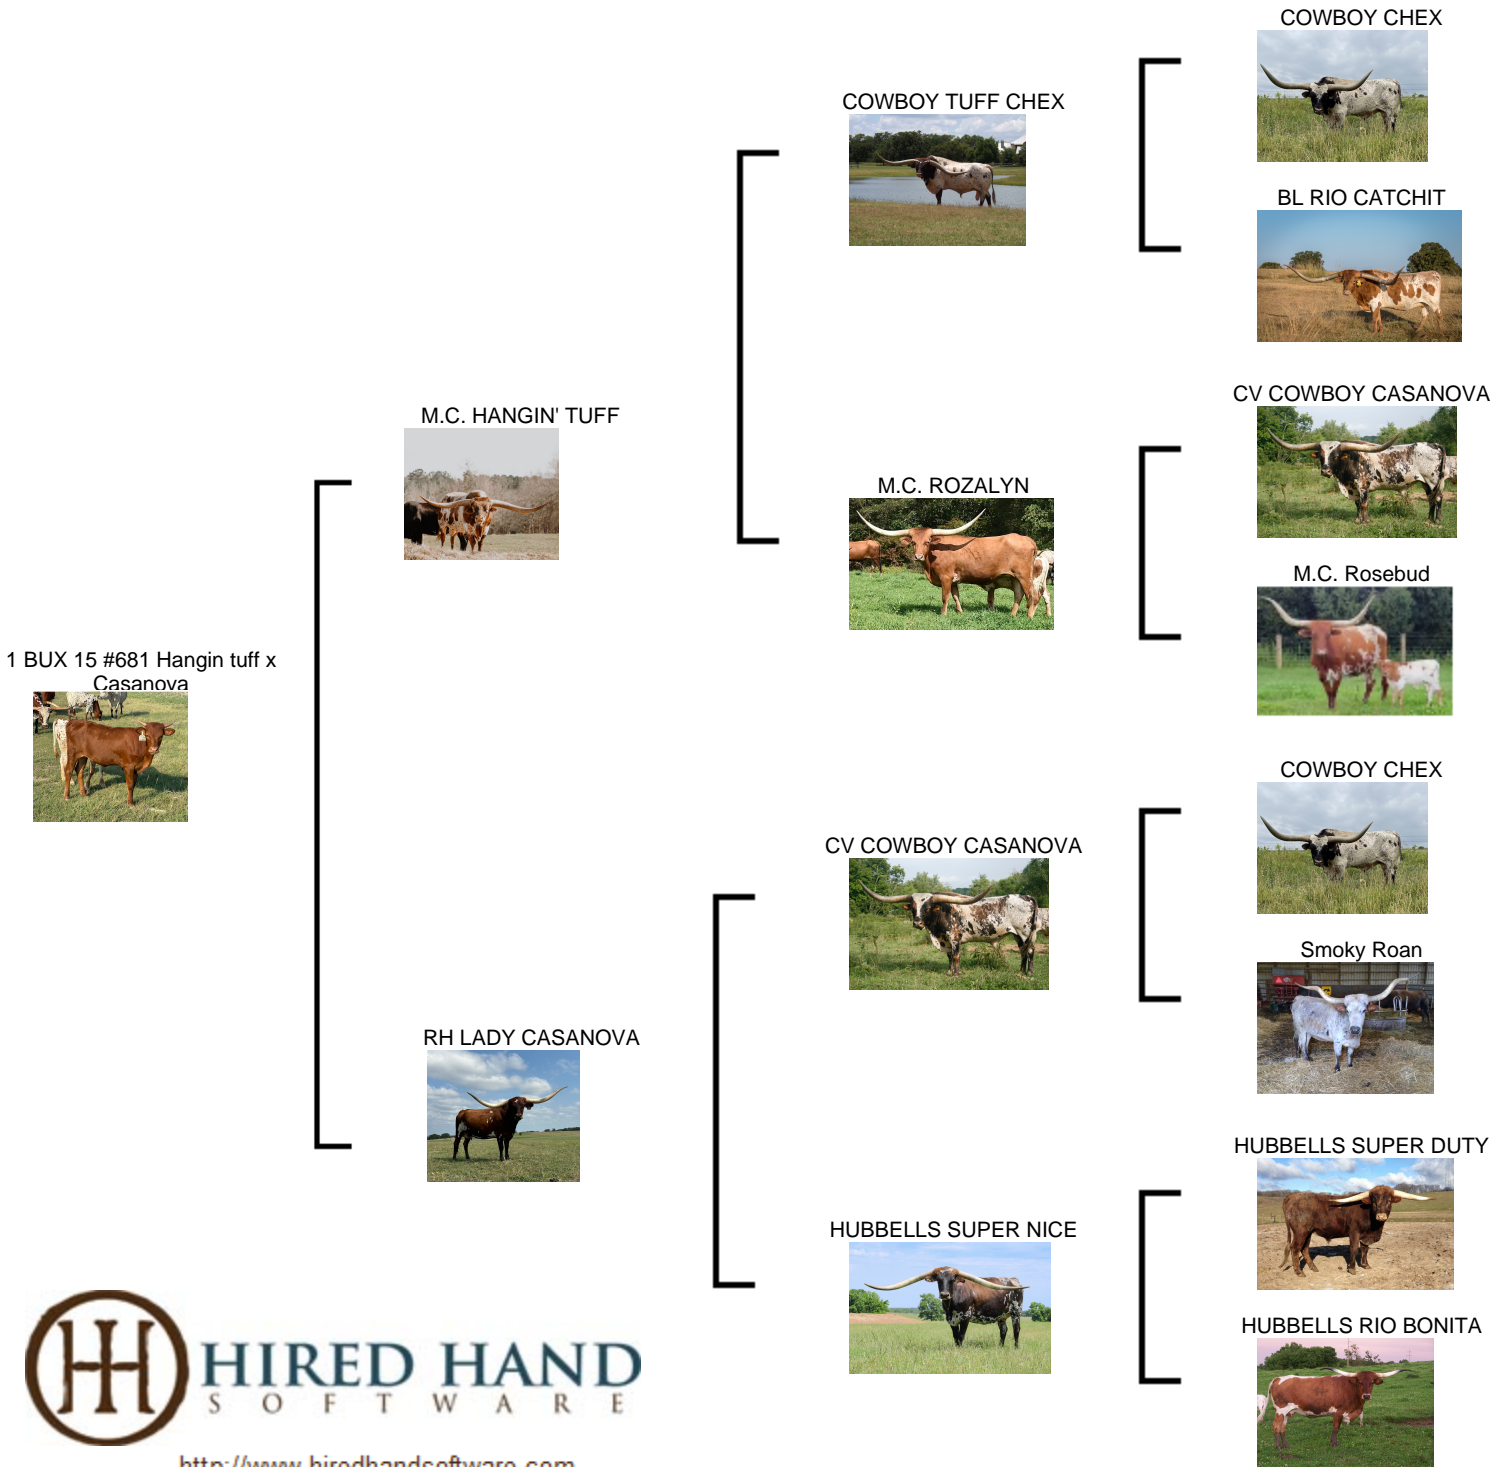 COWBOY CHEX
COWBOY TUFF CHEX
BL RIO CATCHIT
M.C. HANGIN' TUFF
CV COWBOY CASANOVA
M.C. ROZALYN
M.C. Rosebud
1 BUX 15 #681 Hangin tuff x
Casanova
COWBOY CHEX
CV COWBOY CASANOVA
Smoky Roan
RH LADY CASANOVA
HUBBELLS SUPER DUTY
HUBBELLS SUPER NICE
HUBBELLS RIO BONITA
HIRED HAND
SOFTWARE
http://www.hiredhandsoftware.com